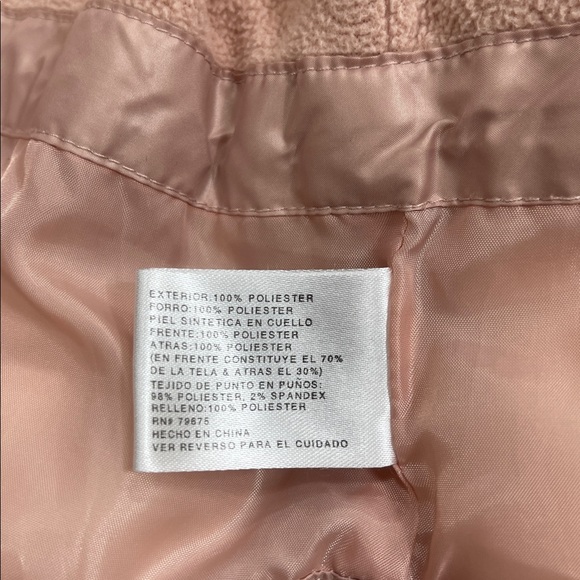 EXTERIOR:100% POLIESTER
FORRO:100% POLIESTER
PIEL SINTETICA EN CUELLO
FRENTE:100% POLIESTER
ATRAS:100% POLIESTER
(EN FRENTE CONSTITUYE EL 70%
DE LA TELA & ATRAS EL 30%)
TEJIDO DE PUNTO EN PUÑOS:
98% POLIESTER, 2% SPANDEX
RELLENO:100% POLIESTER
RN# 79675
HECHO EN CHINA
VER REVERSO PARA EL CUIDADO